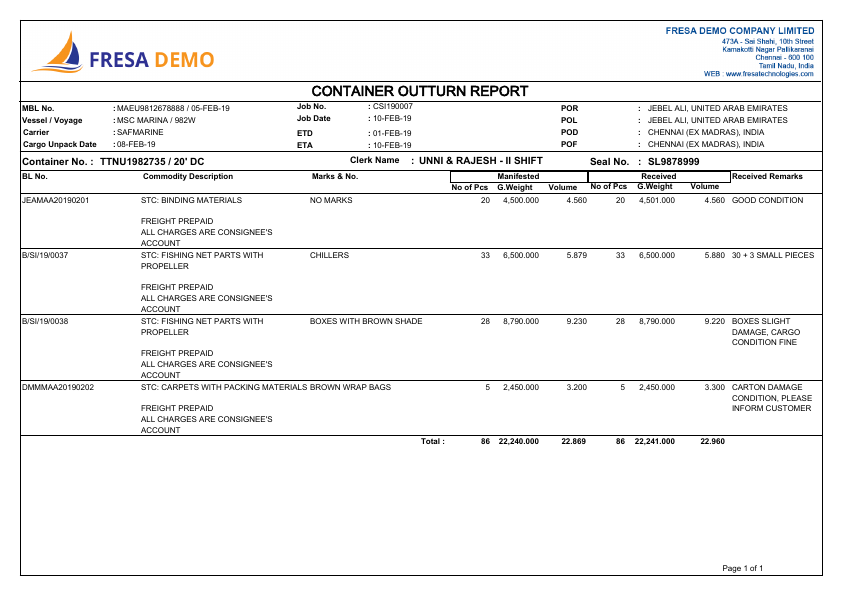 FRESA DEMO
FRESA DEMO COMPANY LIMITED
473A - Sai Shahi, 10th Street
Kamakotti Nagar Pallikaranai
Chennai - 600 100
Tamil Nadu, India
WEB : www.fresatechnologies.com
CONTAINER OUTTURN REPORT
MBL No. : MAEU9812678888 / 05-FEB-19 Job No. : CSI190007 POR : JEBEL ALI, UNITED ARAB EMIRATES
Vessel / Voyage : MSC MARINA / 982W Job Date : 10-FEB-19 POL : JEBEL ALI, UNITED ARAB EMIRATES
Carrier : SAFMARINE ETD : 01-FEB-19 POD : CHENNAI (EX MADRAS), INDIA
Cargo Unpack Date : 08-FEB-19 ETA : 10-FEB-19 POF : CHENNAI (EX MADRAS), INDIA
Container No. : TTNU1982735 / 20' DC Clerk Name : UNNI & RAJESH - II SHIFT Seal No. : SL9878999
BL No. Commodity Description Marks & No. Manifested Received Received Remarks
No of Pcs G.Weight Volume No of Pcs G.Weight Volume
JEAMAA20190201 STC: BINDING MATERIALS NO MARKS 20 4,500.000 4.560 20 4,501.000 4.560 GOOD CONDITION
FREIGHT PREPAID
ALL CHARGES ARE CONSIGNEE'S
ACCOUNT
B/SI/19/0037 STC: FISHING NET PARTS WITH CHILLERS 33 6,500.000 5.879 33 6,500.000 5.880 30 + 3 SMALL PIECES
PROPELLER
FREIGHT PREPAID
ALL CHARGES ARE CONSIGNEE'S
ACCOUNT
B/SI/19/0038 STC: FISHING NET PARTS WITH BOXES WITH BROWN SHADE 28 8,790.000 9.230 28 8,790.000 9.220 BOXES SLIGHT
PROPELLER DAMAGE, CARGO
CONDITION FINE
FREIGHT PREPAID
ALL CHARGES ARE CONSIGNEE'S
ACCOUNT
DMMMAA20190202 STC: CARPETS WITH PACKING MATERIALS BROWN WRAP BAGS 5 2,450.000 3.200 5 2,450.000 3.300 CARTON DAMAGE
CONDITION, PLEASE
FREIGHT PREPAID INFORM CUSTOMER
ALL CHARGES ARE CONSIGNEE'S
ACCOUNT
Total : 86 22,240.000 22.869 86 22,241.000 22.960
Page 1 of 1